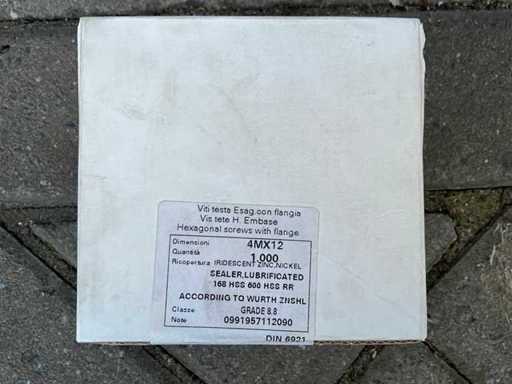 Viti testa Esag.con flangia
Vis tete H. Embase
Hexagonal screws with flange
Dimensioni 4MX12
Quantità 1.000
Ricopertura IRIDESCENT ZINC,NICKEL
SEALER,LUBRIFICATED
168 HSS 600 HSS RR
ACCORDING TO WURTH ZNSHL
Classe GRADE 8.8
Note 0991957112090
DIN 6921